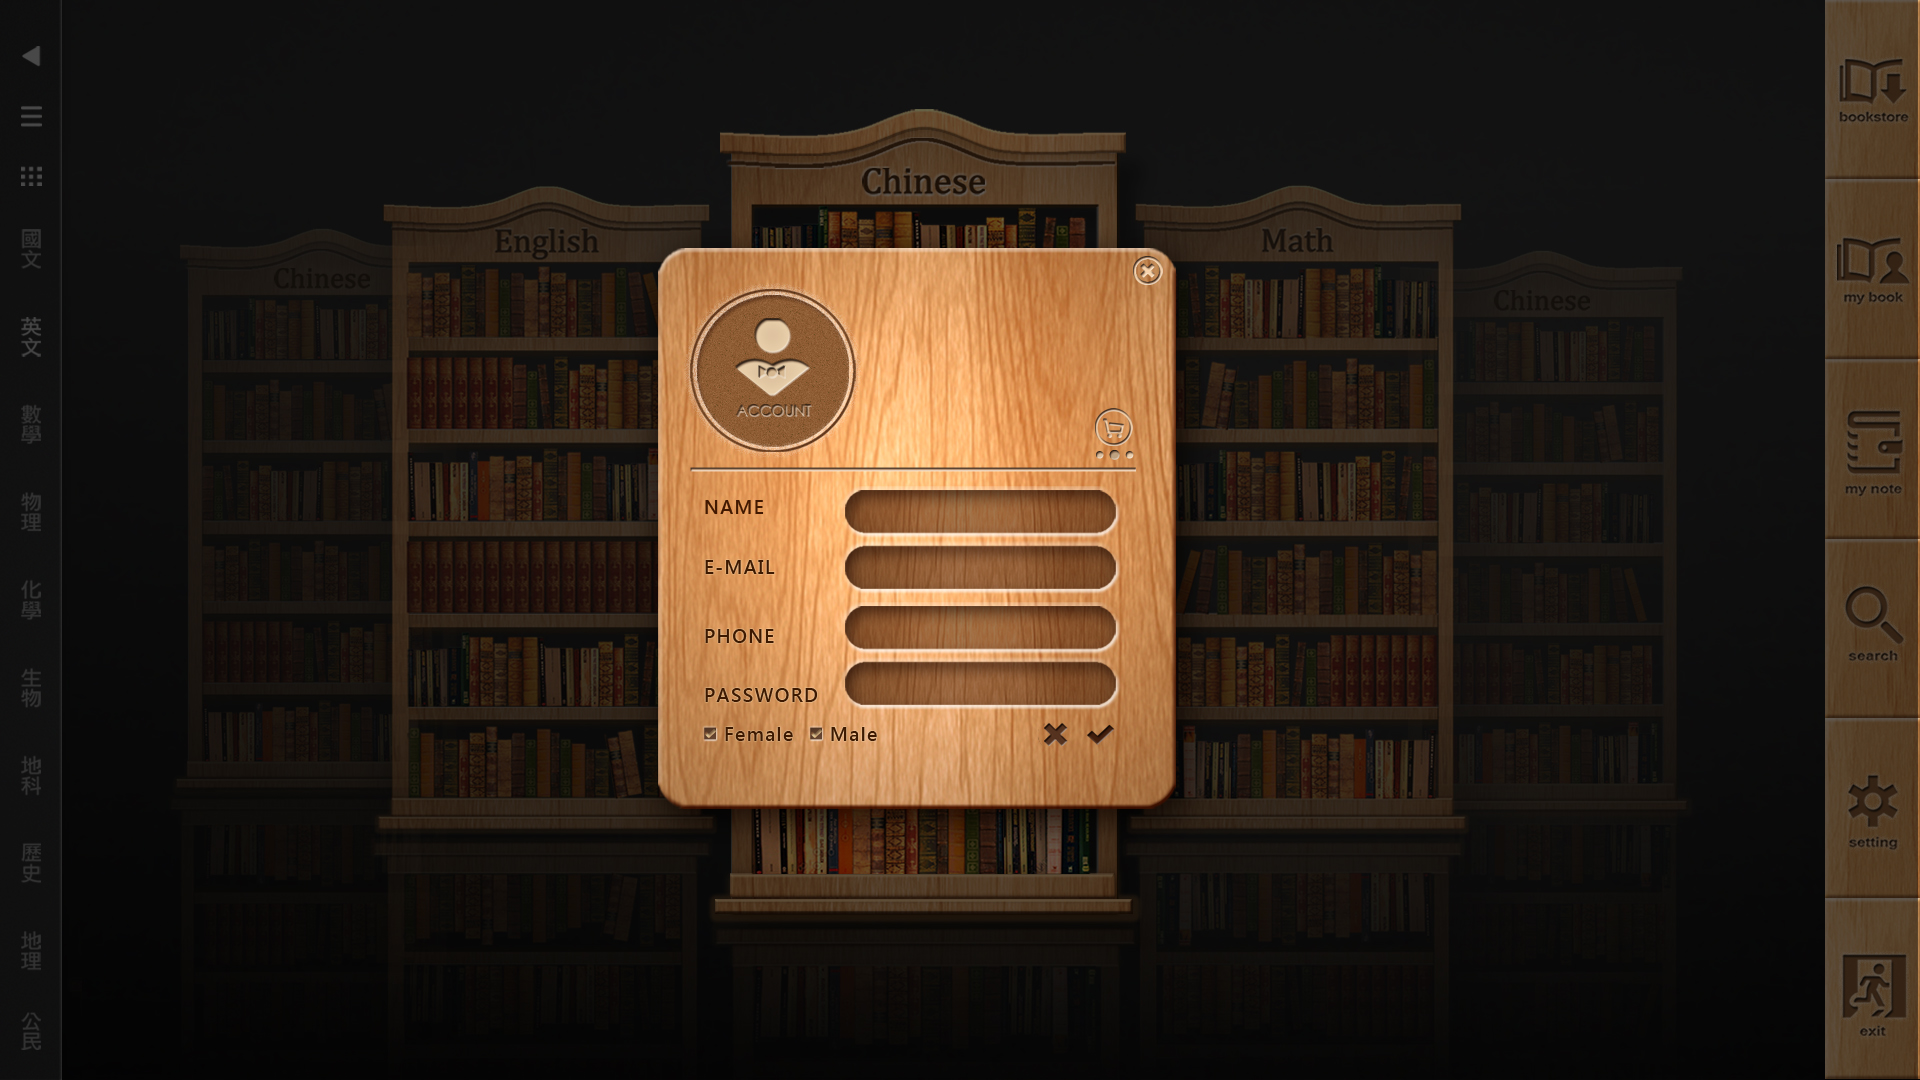 國文
英文
數學
物理
化學
生物
地科
歷史
地理
公民
Chinese
English
Chinese
Math
Chinese
ACCOUNT
NAME
E-MAIL
PHONE
PASSWORD
Female
Male
bookstore
my book
my note
search
setting
exit